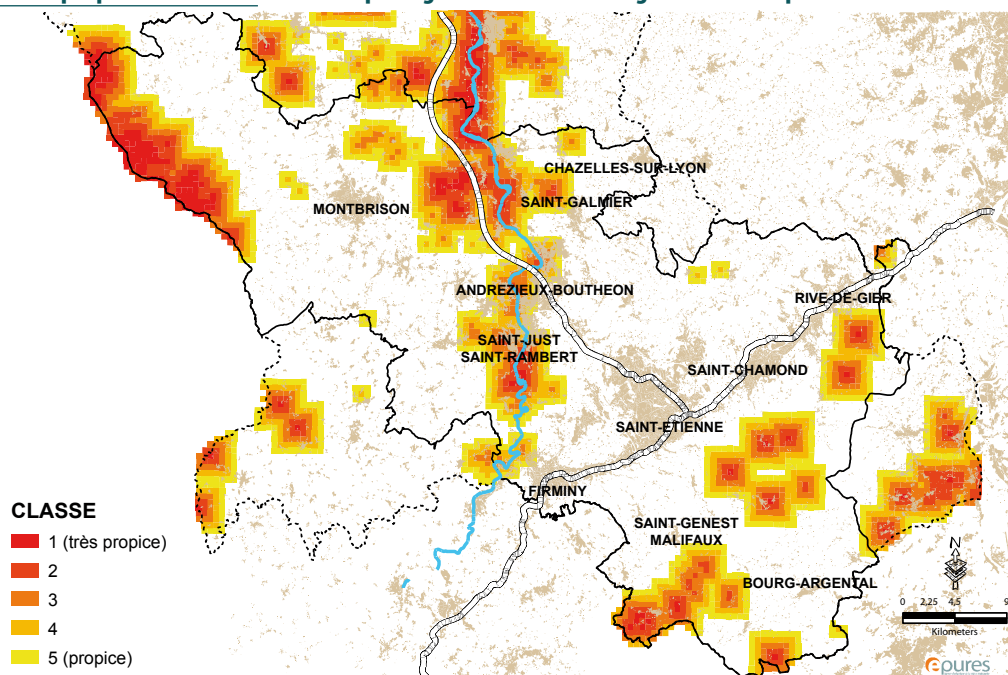 CHAZELLES-SUR-LYON
MONTBRISON
SAINT-GALMIER
ANDREZIEUX-BOUTHEON
RIVE-DE-GIER
SAINT-JUST
SAINT-RAMBERT
SAINT-CHAMOND
SAINT-ETIENNE
FIRMINY
SAINT-GENEST
MALIFAUX
BOURG-ARGENTAL
CLASSE
1 (très propice)
2
3
4
5 (propice)
N
0 2,25 4,5 9
Kilometers
epures